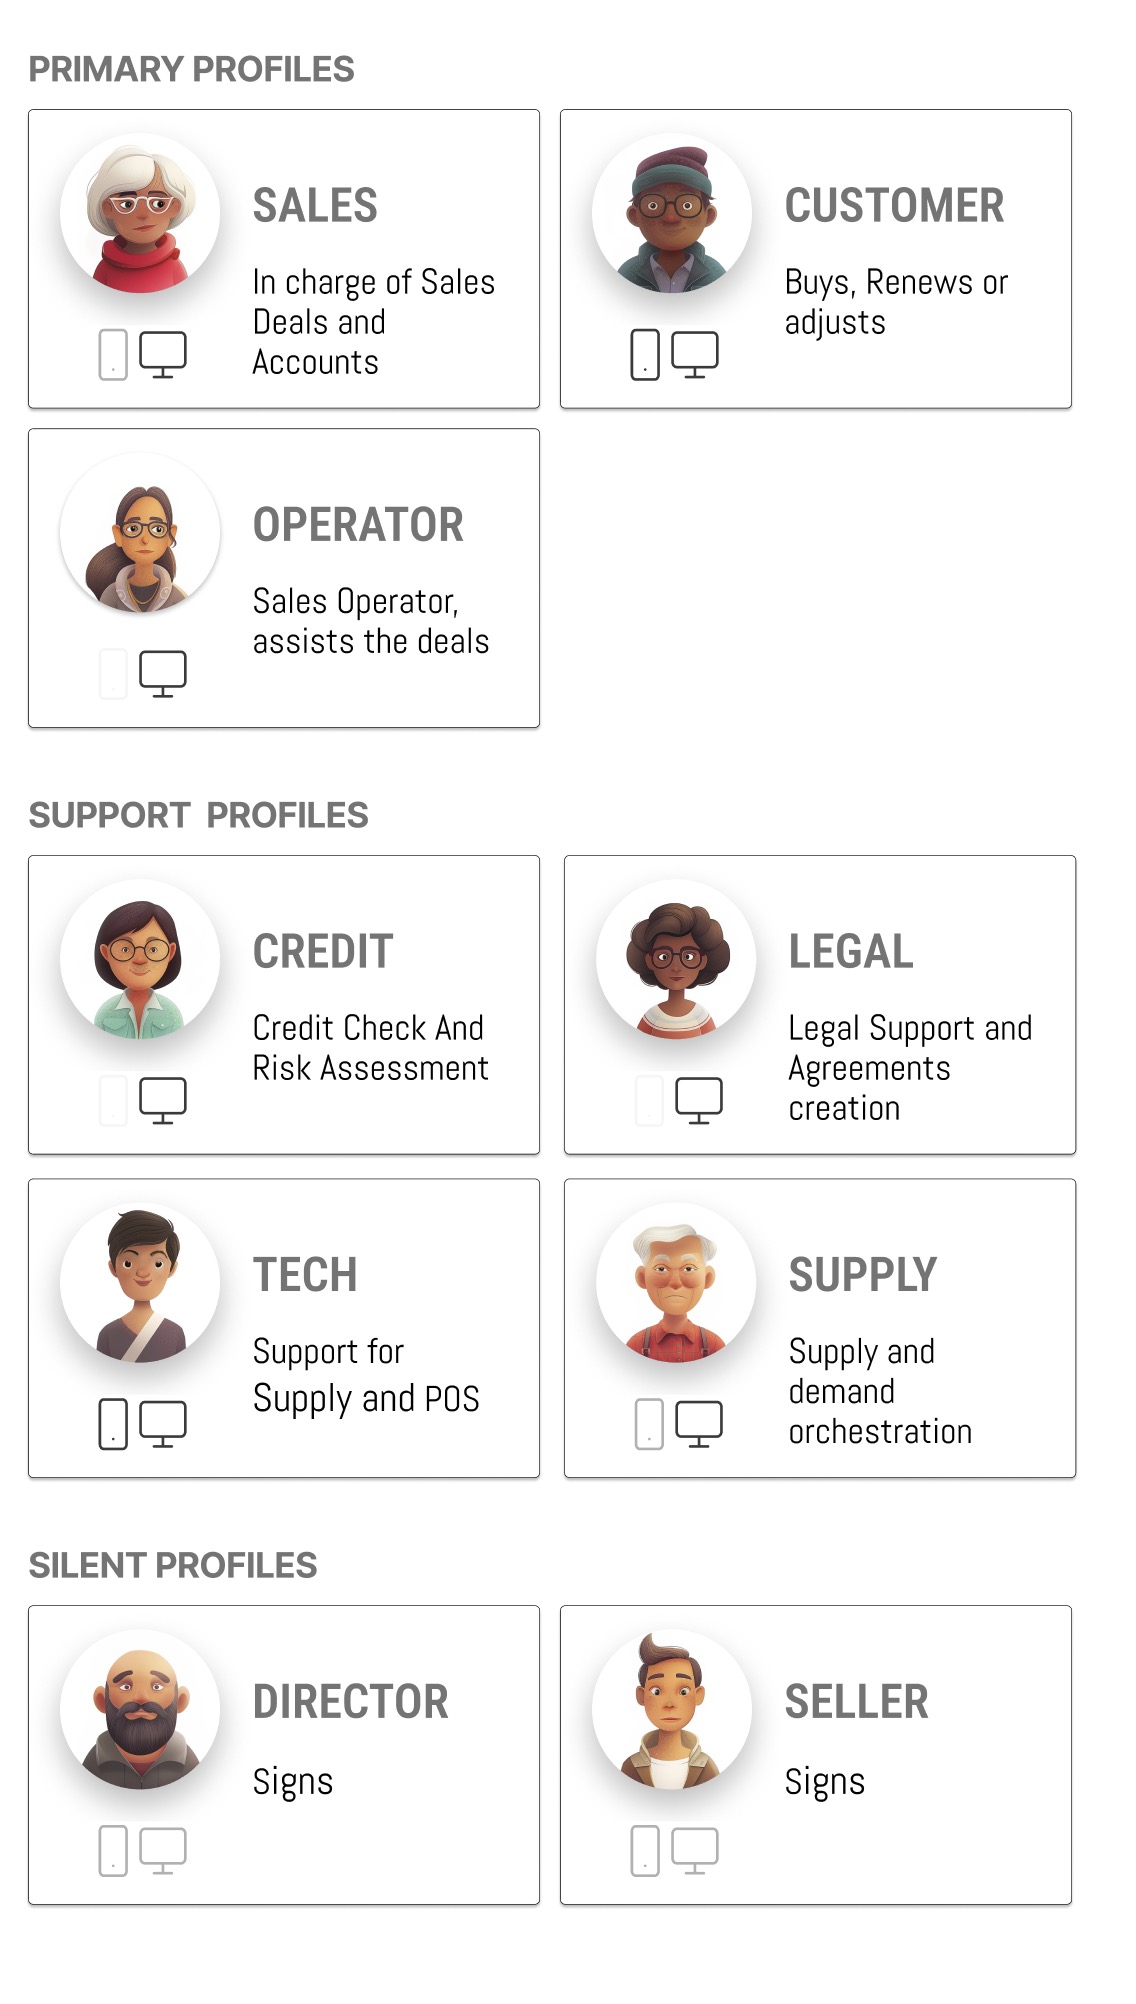 PRIMARY PROFILES
SALES
In charge of Sales
Deals and
Accounts
CUSTOMER
Buys, Renews or
adjusts
OPERATOR
Sales Operator,
assists the deals
SUPPORT PROFILES
CREDIT
Credit Check And
Risk Assessment
LEGAL
Legal Support and
Agreements
creation
TECH
Support for
Supply and POS
SUPPLY
Supply and
demand
orchestration
SILENT PROFILES
DIRECTOR
Signs
SELLER
Signs